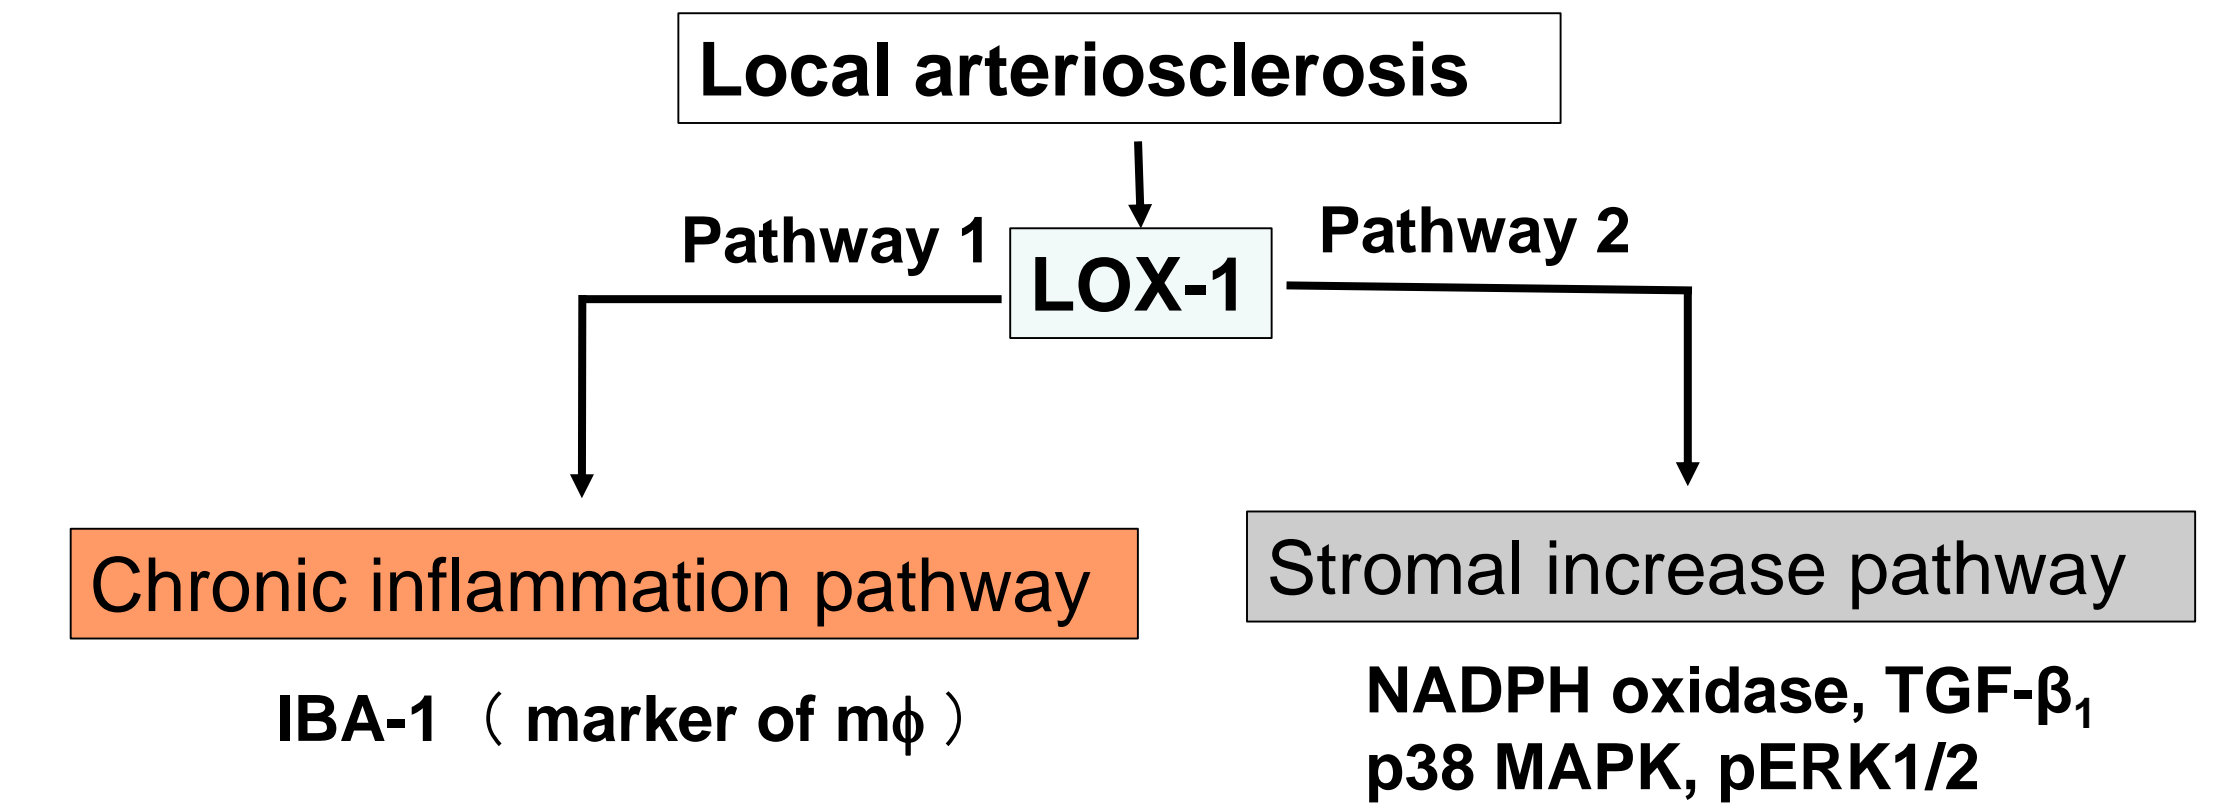 Local arteriosclerosis
Pathway 1
LOX-1
Pathway 2
Chronic inflammation pathway
IBA-1 （ marker of mϕ ）
Stromal increase pathway
NADPH oxidase, TGF-β₁
p38 MAPK, pERK1/2